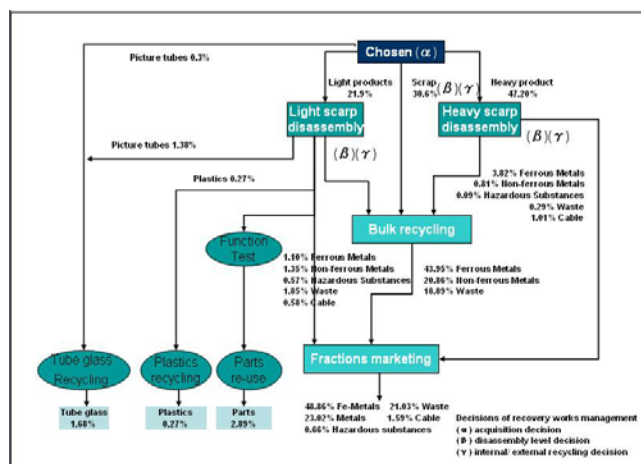 Chosen (α)
Picture tubes 0.3%
Light products
21.9%
Scrap
30.6%
(β)(γ)
Heavy product
47.20%
Light scarp
disassembly
Heavy scarp
disassembly
(β)(γ)
Picture tubes 1.38%
(β)(γ)
Plastics 0.27%
3.82% Ferrous Metals
0.81% Non-ferrous Metals
0.09% Hazardous Substances
0.29% Waste
1.01% Cable
Bulk recycling
Function
Test
1.10% Ferrous Metals
1.35% Non-ferrous Metals
0.57% Hazardous Substances
1.85% Waste
0.58% Cable
43.95% Ferrous Metals
20.86% Non-ferrous Metals
18.89% Waste
Tube glass
Recycling
Plastics
recycling
Parts
re-use
Fractions marketing
Tube glass
1.68%
Plastics
0.27%
Parts
2.89%
48.86% Fe-Metals 21.03% Waste
23.02% Metals 1.59% Cable
0.66% Hazardous substances
Decisions of recovery works management
(α) acquisition decision
(β) disassembly level decision
(γ) internal/external recycling decision